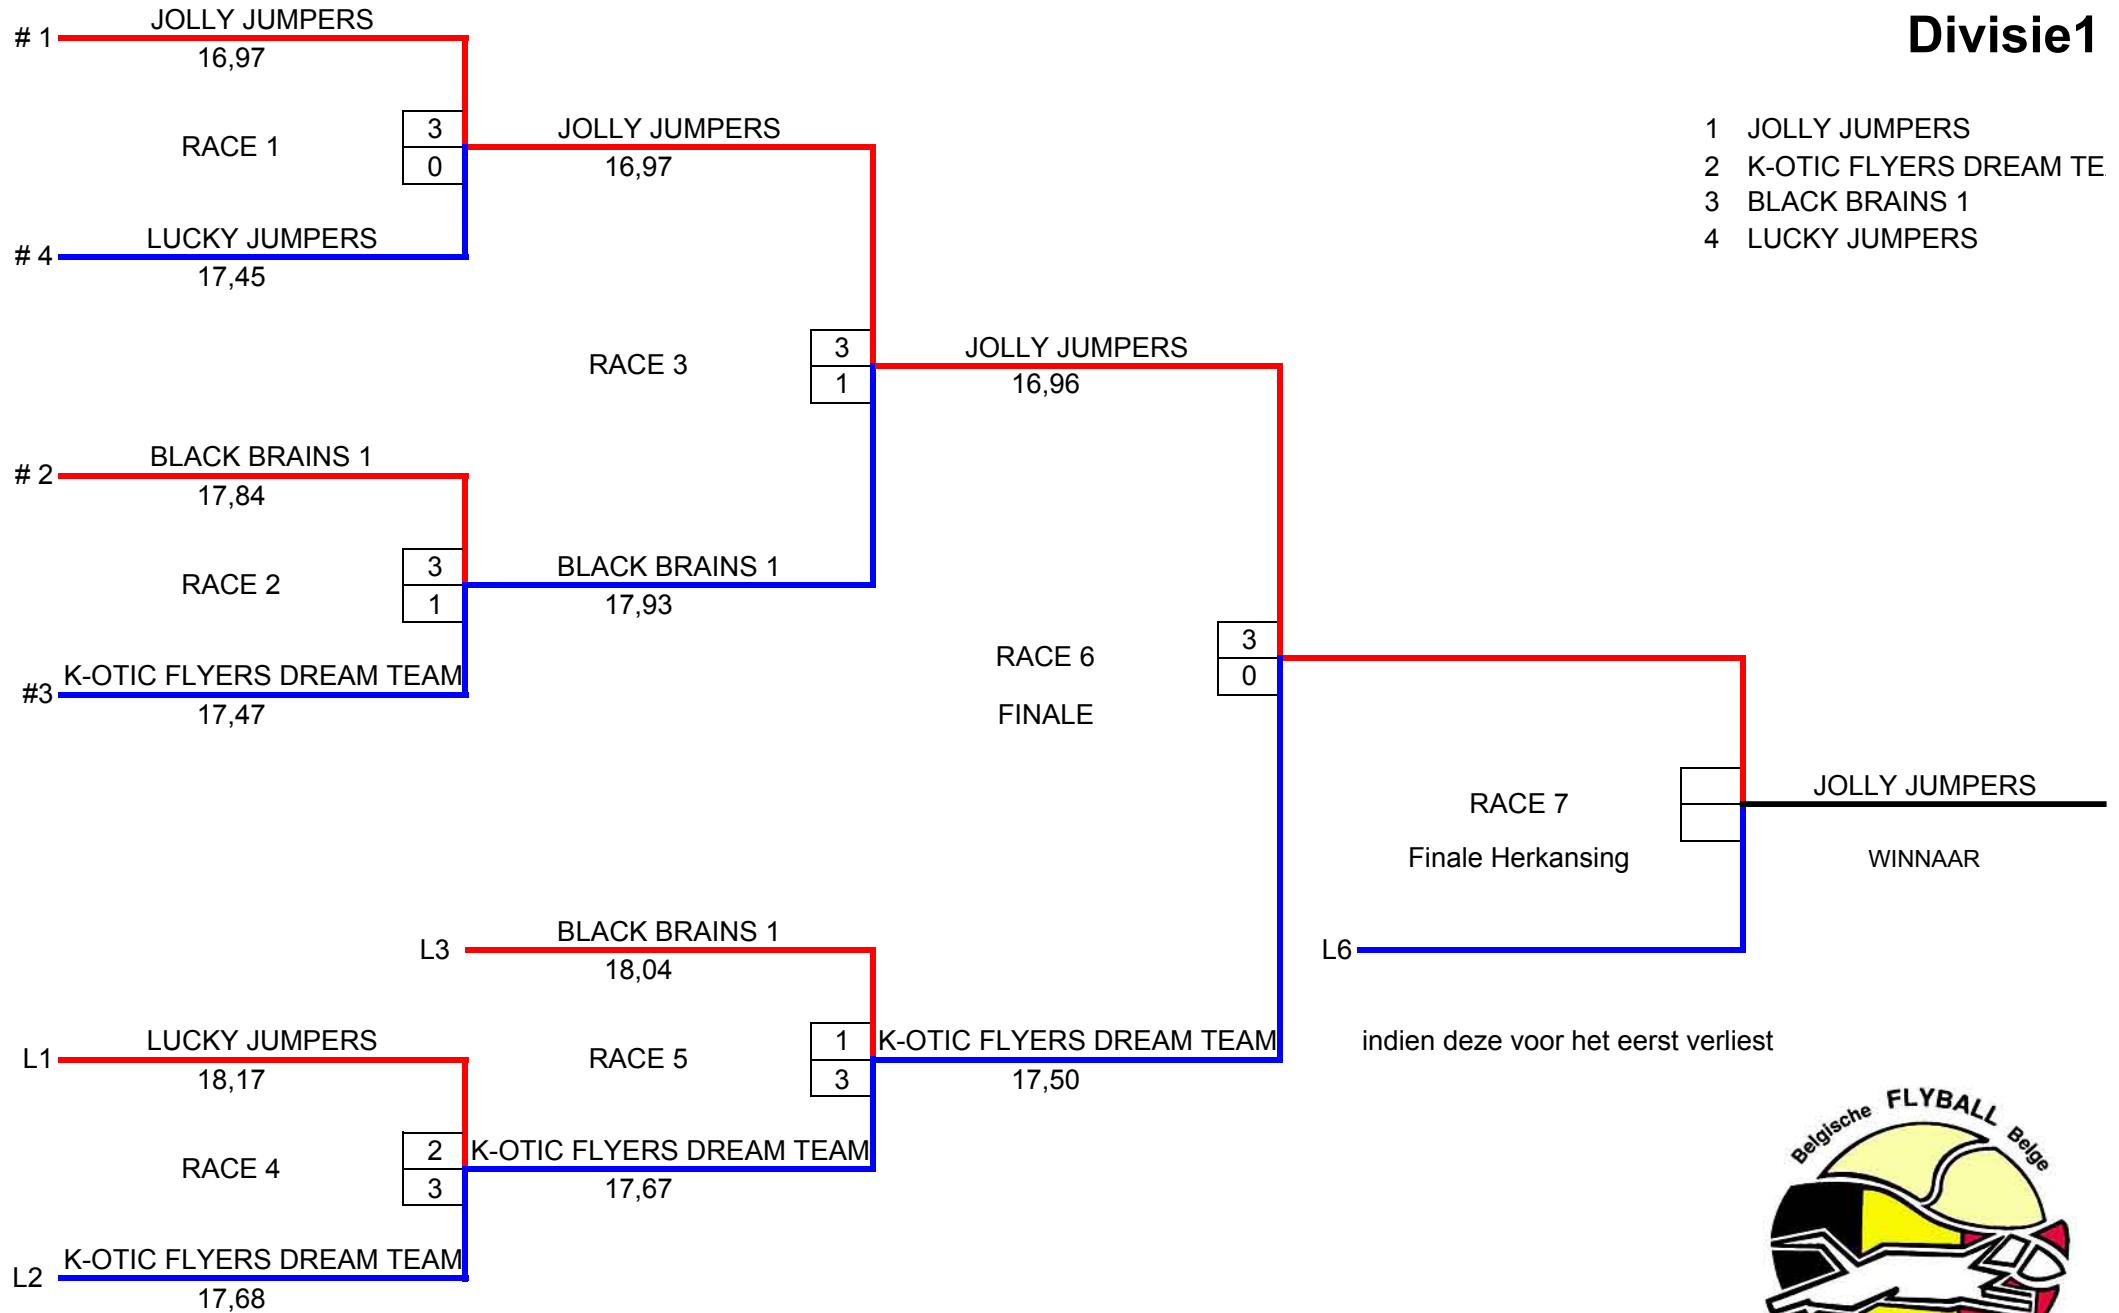 Divisie1
# 1
JOLLY JUMPERS
16,97
RACE 1
3
0
# 4
LUCKY JUMPERS
17,45
JOLLY JUMPERS
16,97
1 JOLLY JUMPERS
2 K-OTIC FLYERS DREAM
3 BLACK BRAINS 1
4 LUCKY JUMPERS
RACE 3
3
1
JOLLY JUMPERS
16,96
# 2
BLACK BRAINS 1
17,84
RACE 2
3
1
#3
K-OTIC FLYERS DREAM TEAM
17,47
BLACK BRAINS 1
17,93
RACE 6
FINALE
3
0
RACE 7
Finale Herkansing
JOLLY JUMPERS
WINNAAR
L3
BLACK BRAINS 1
18,04
L6
indien deze voor het eerst verliest
RACE 5
1
3
K-OTIC FLYERS DREAM TEAM
17,50
L1
LUCKY JUMPERS
18,17
RACE 4
2
3
K-OTIC FLYERS DREAM TEAM
17,67
L2
K-OTIC FLYERS DREAM TEAM
17,68
Belgische FLYBALL Belge